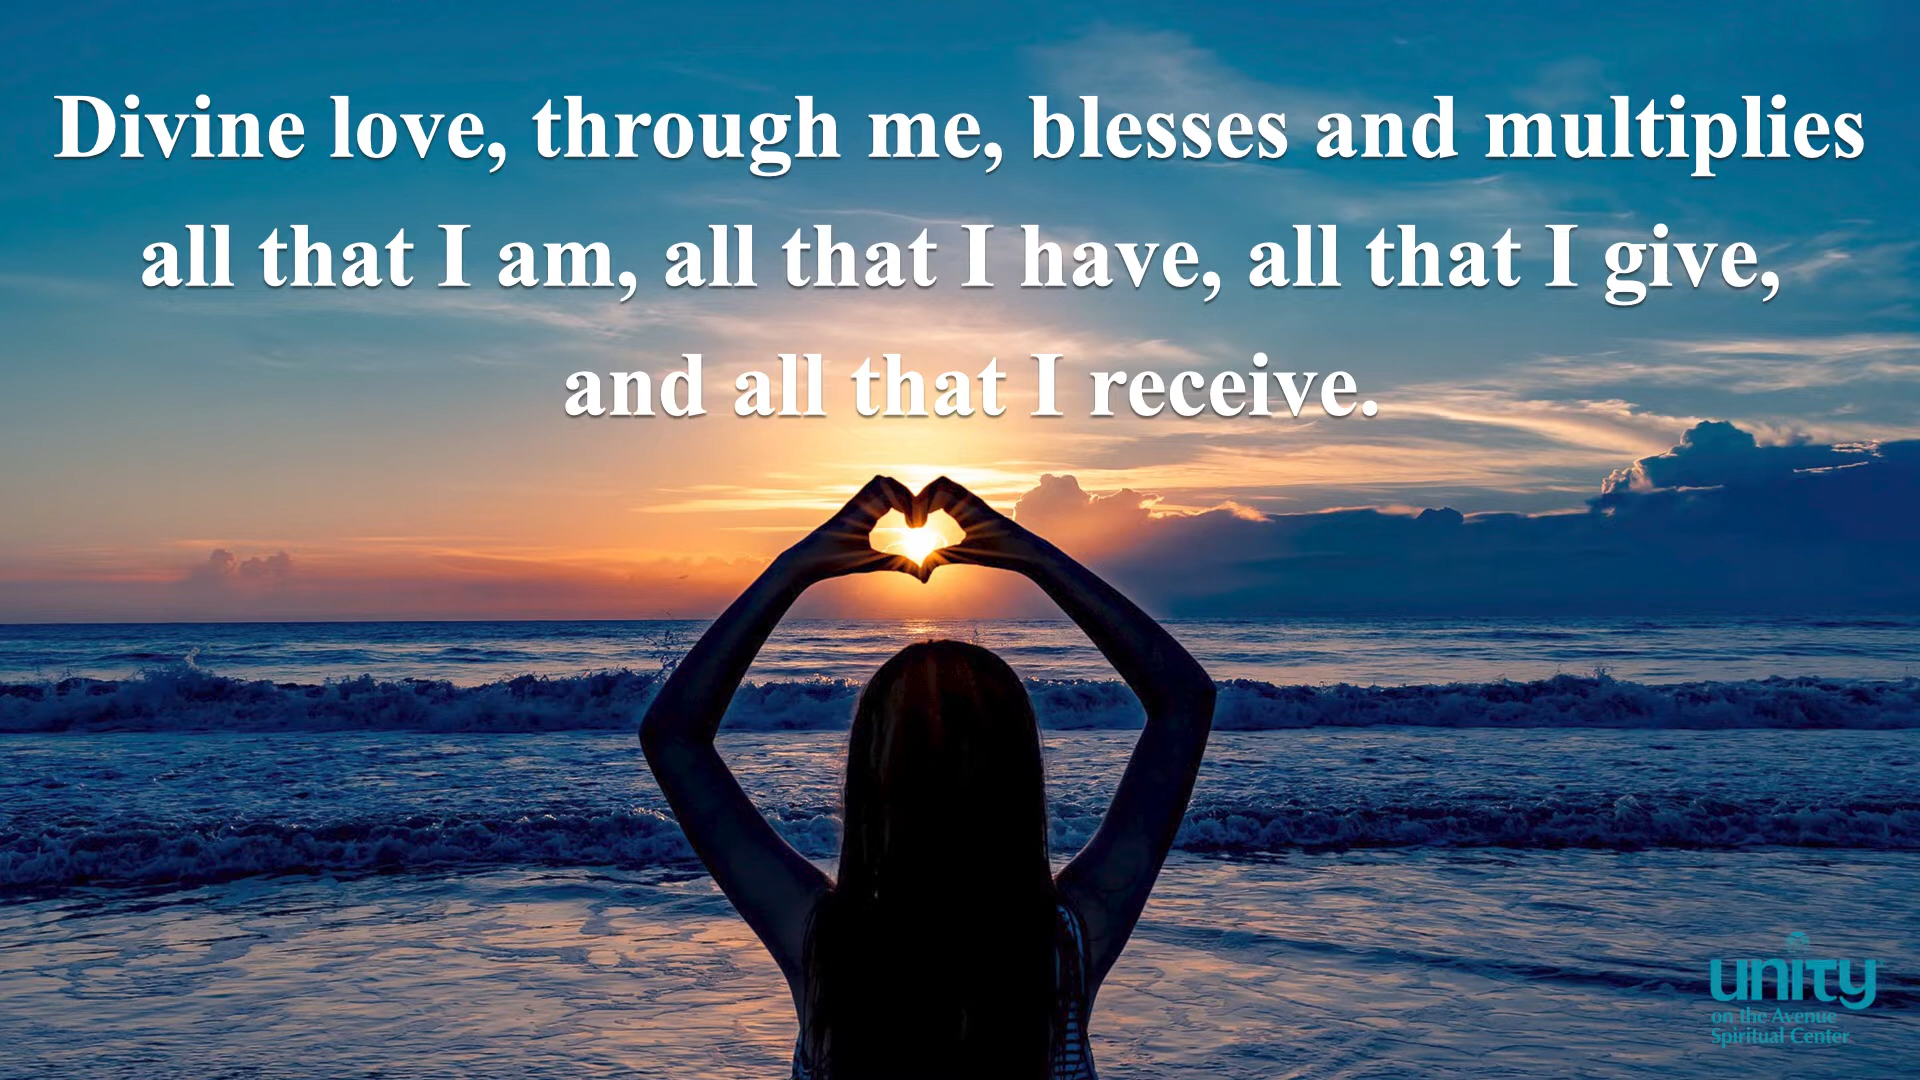 Divine love, through me, blesses and multiplies
all that I am, all that I have, all that I give,
and all that I receive.
unity
on the Avenue
Spiritual Center